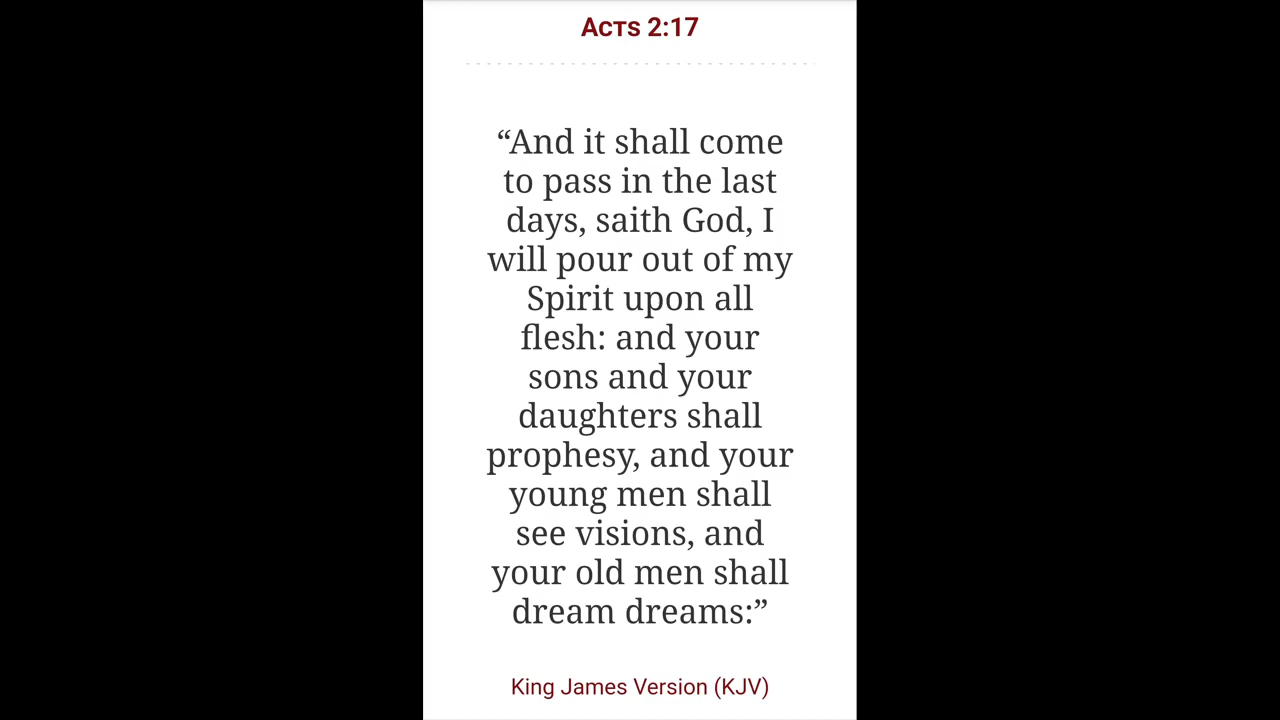 Acts 2:17
“And it shall come
to pass in the last
days, saith God, I
will pour out of my
Spirit upon all
flesh: and your
sons and your
daughters shall
prophesy, and your
young men shall
see visions, and
your old men shall
dream dreams:”
King James Version (KJV)